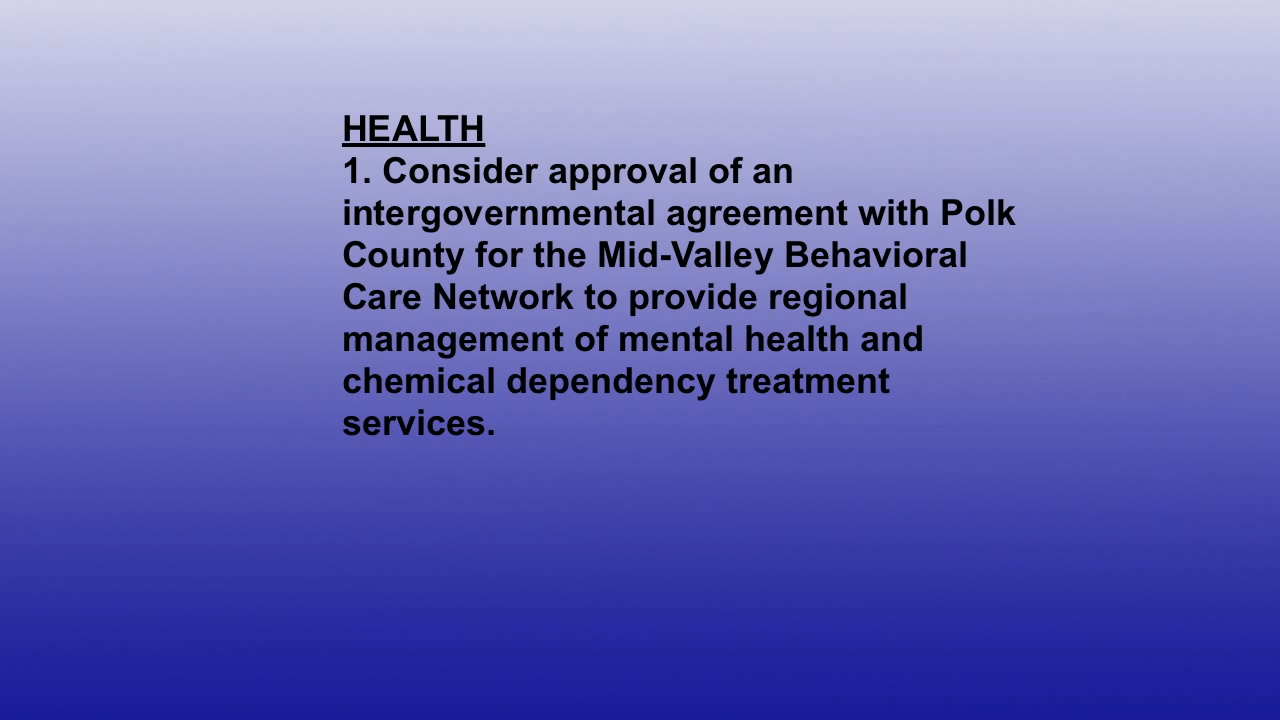 HEALTH
1. Consider approval of an
intergovernmental agreement with Polk
County for the Mid-Valley Behavioral
Care Network to provide regional
management of mental health and
chemical dependency treatment
services.